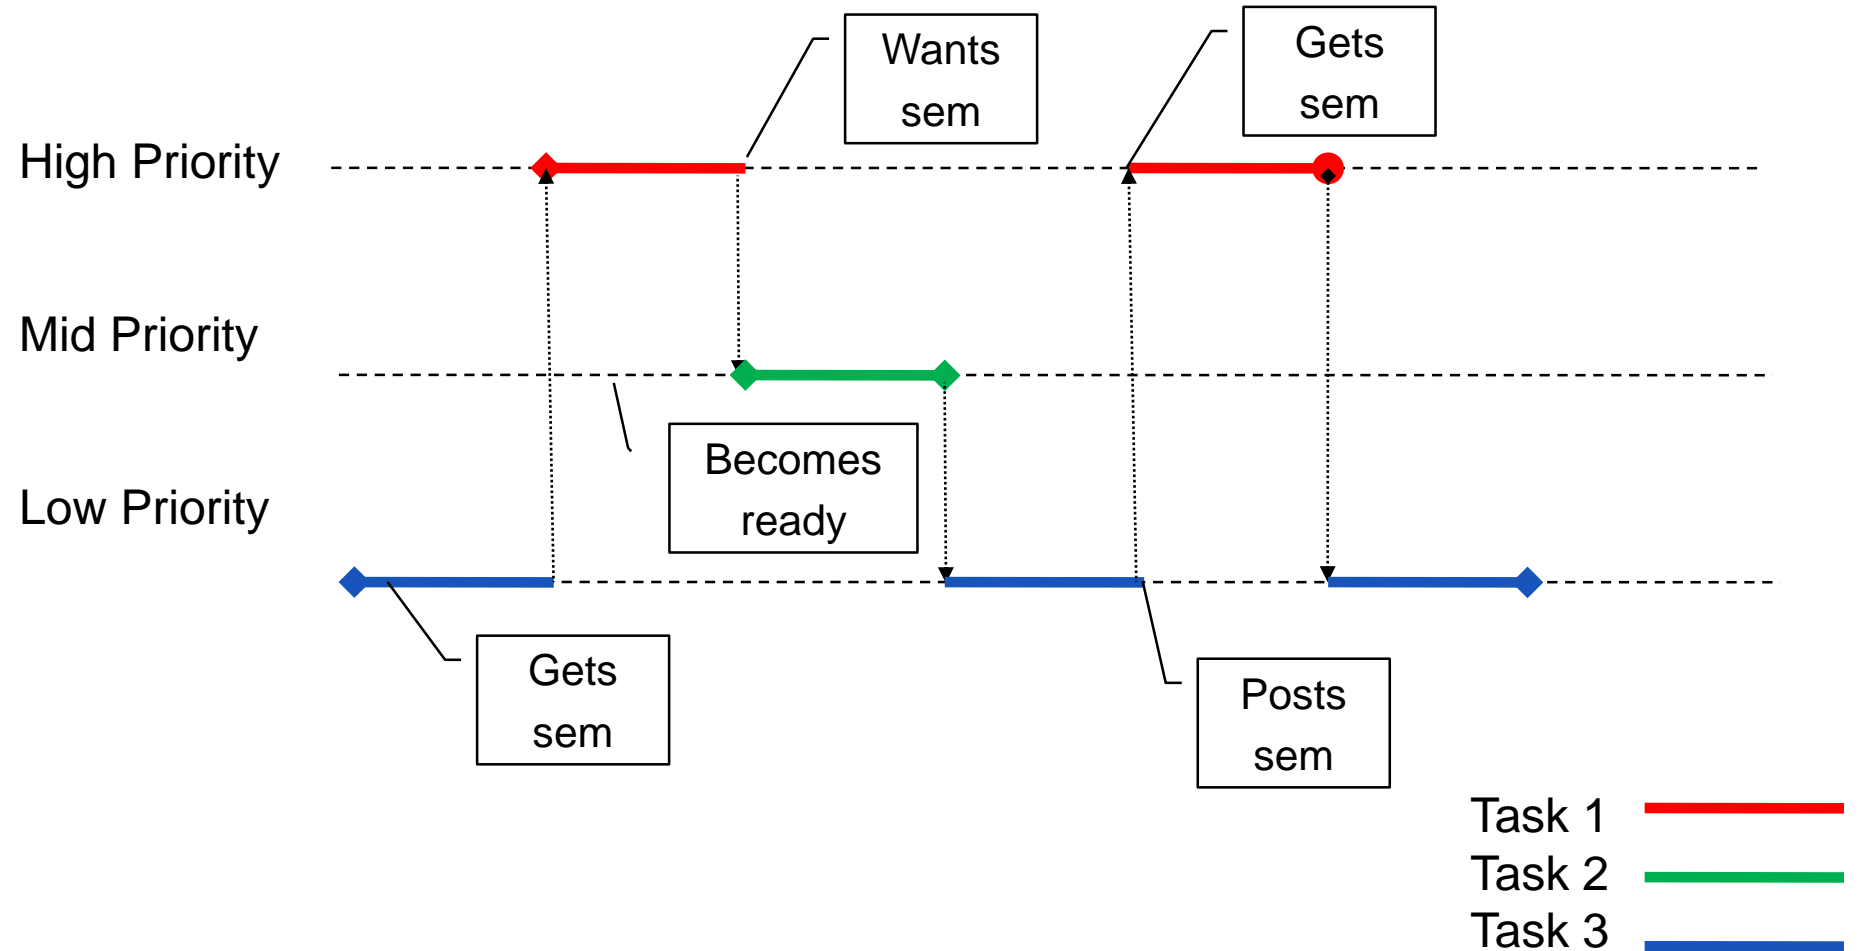 Wants
sem
Gets
sem
High Priority
Mid Priority
Becomes
ready
Low Priority
Gets
sem
Posts
sem
Task 1
Task 2
Task 3